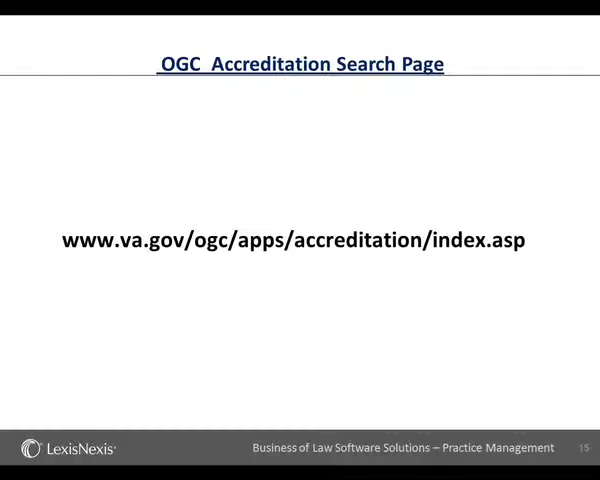 OGC  Accreditation Search Page
www.va.gov/ogc/apps/accreditation/index.asp
LexisNexis® Business of Law Software Solutions – Practice Management 15